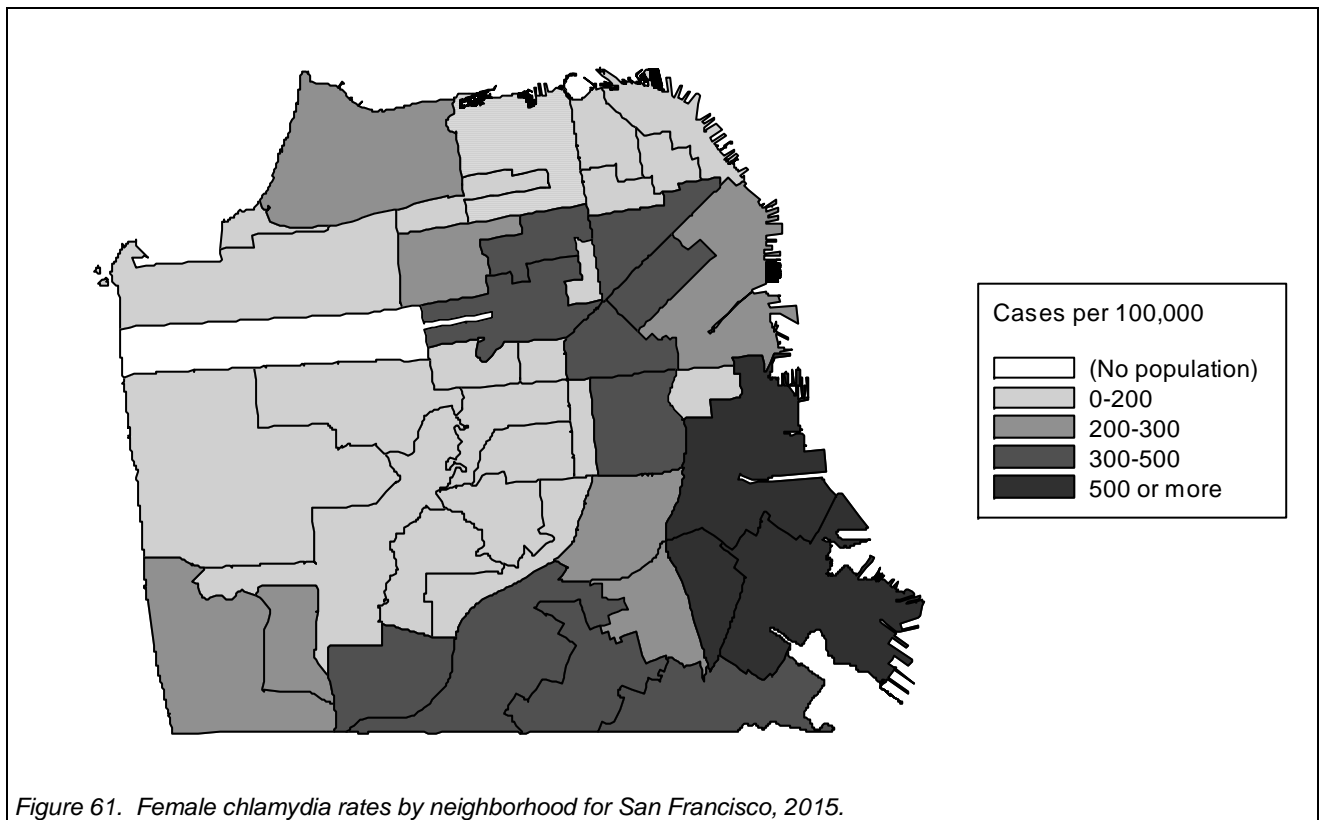 Cases per 100,000
(No population)
0-200
200-300
300-500
500 or more
Figure 61. Female chlamydia rates by neighborhood for San Francisco, 2015.